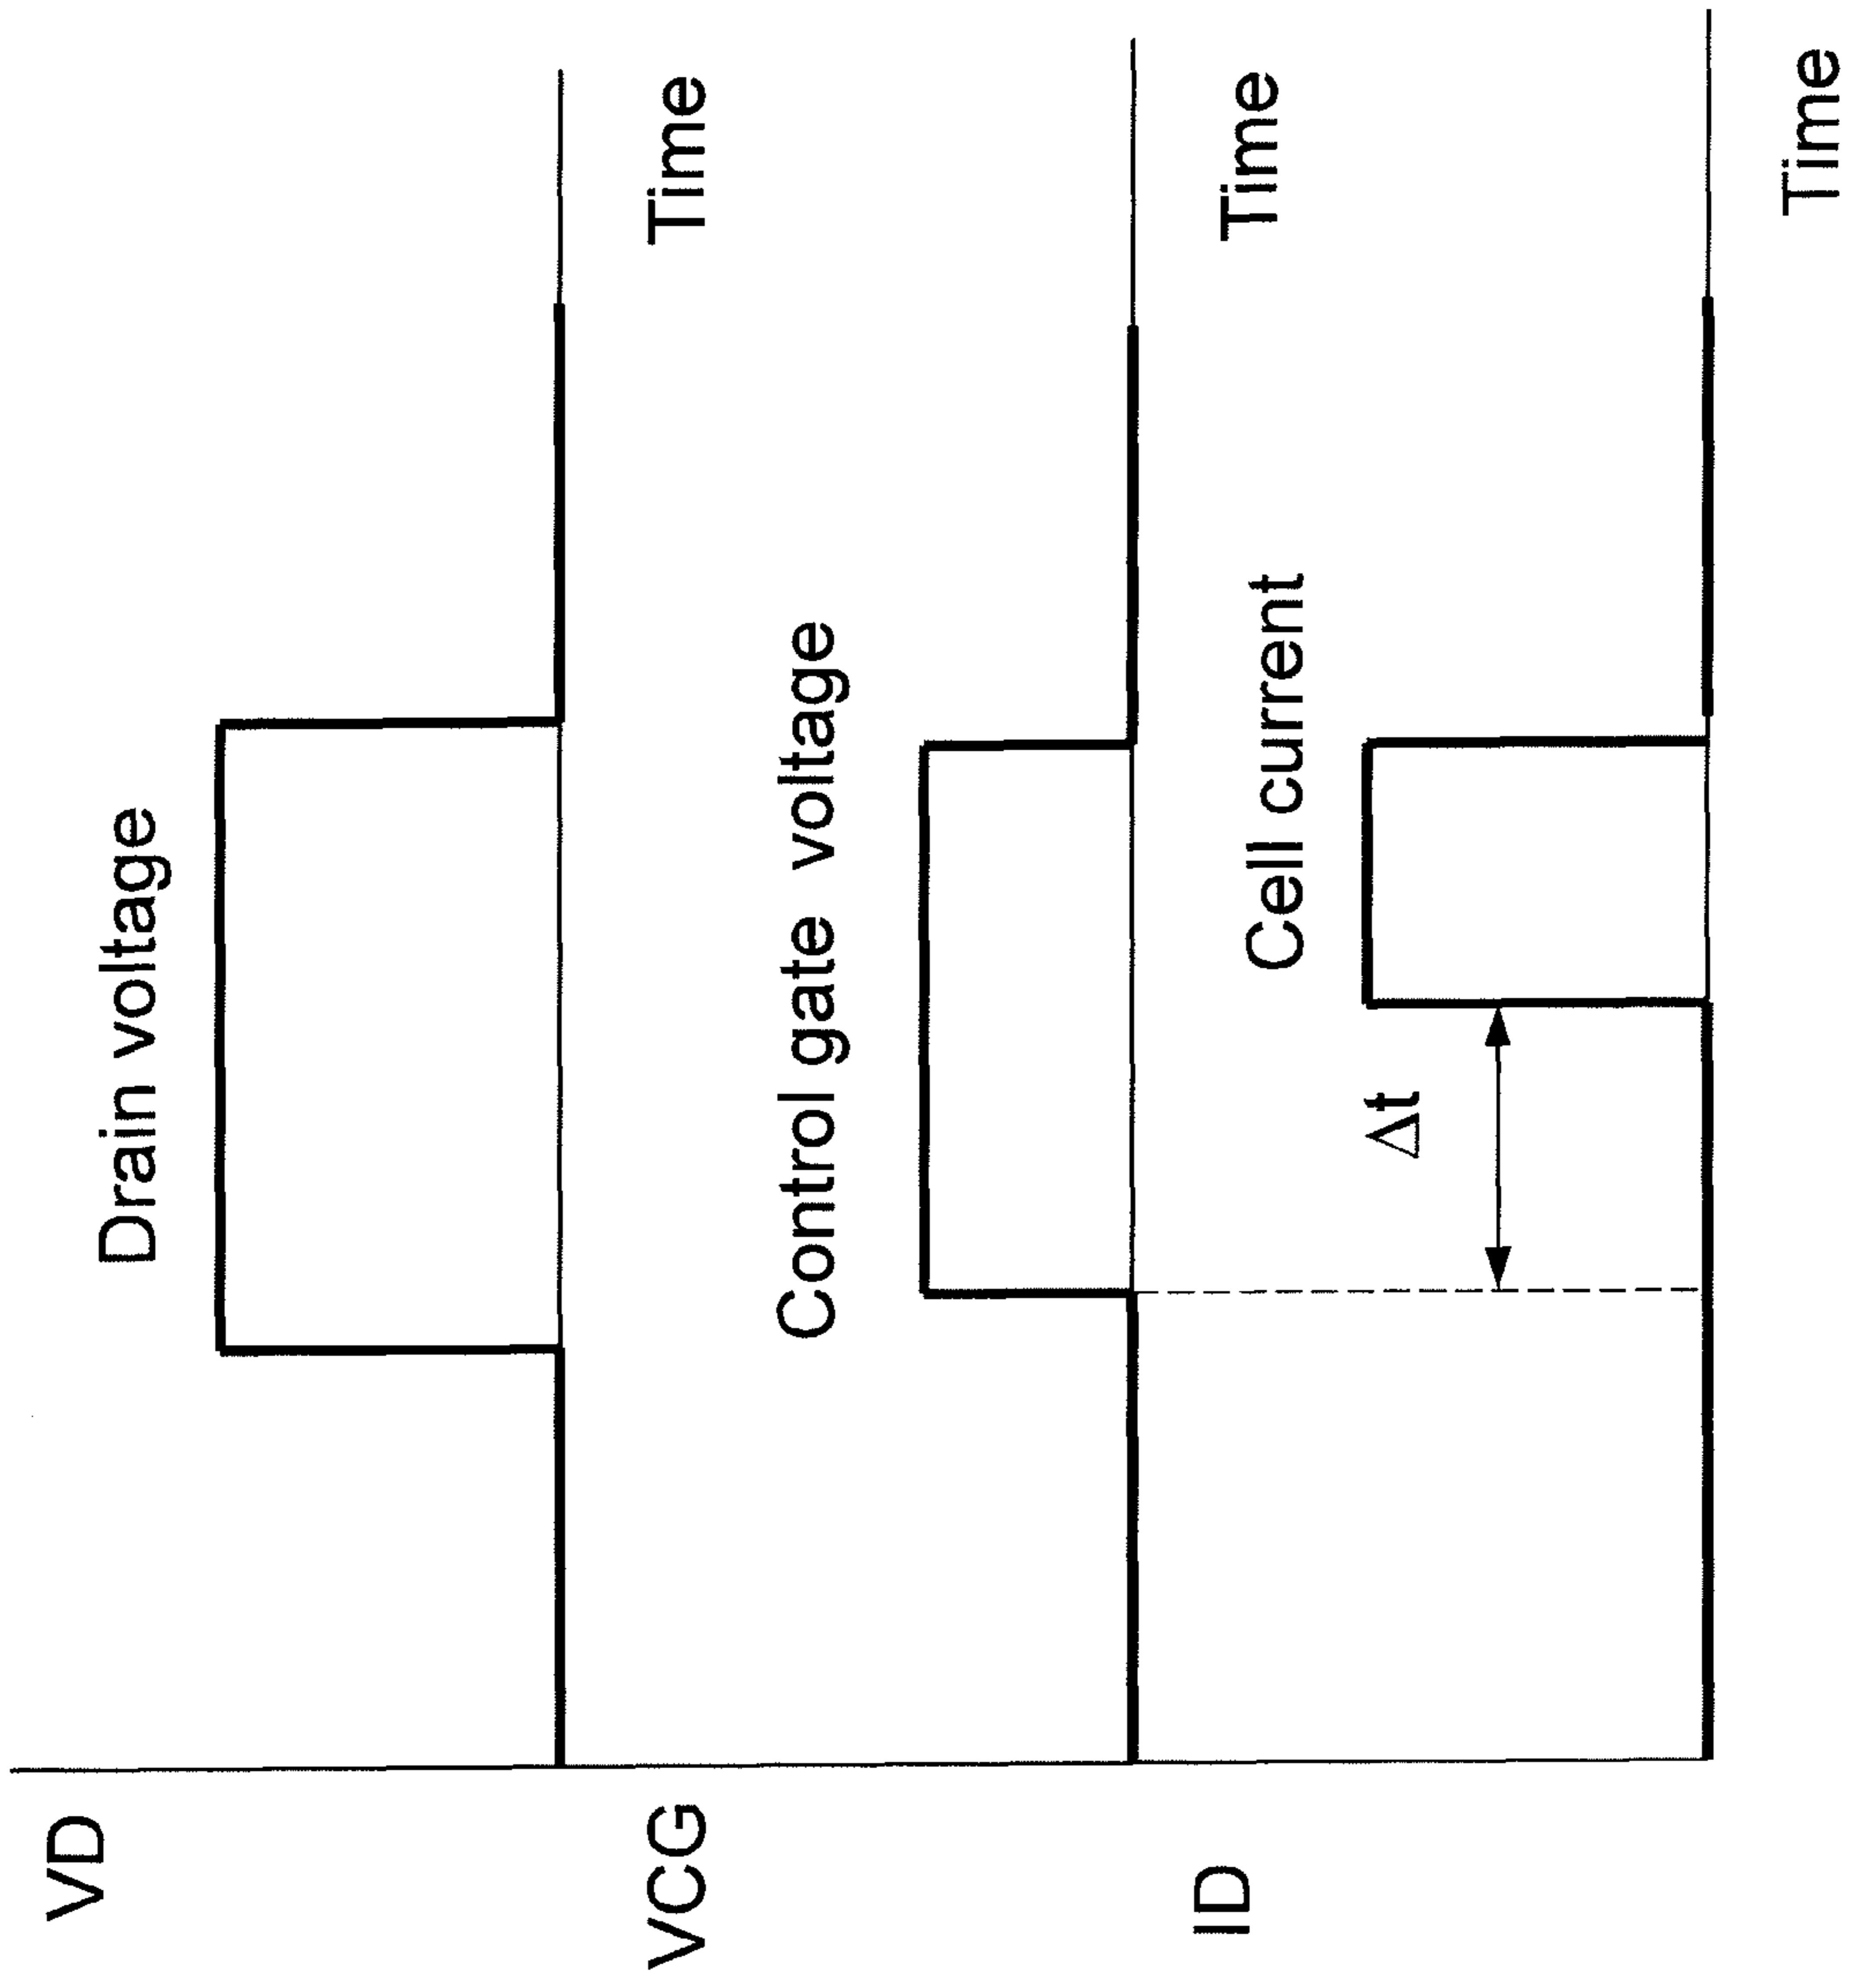 VD
Drain voltage
Time
VCG
Control gate voltage
Time
ID
Cell current
Δt
Time